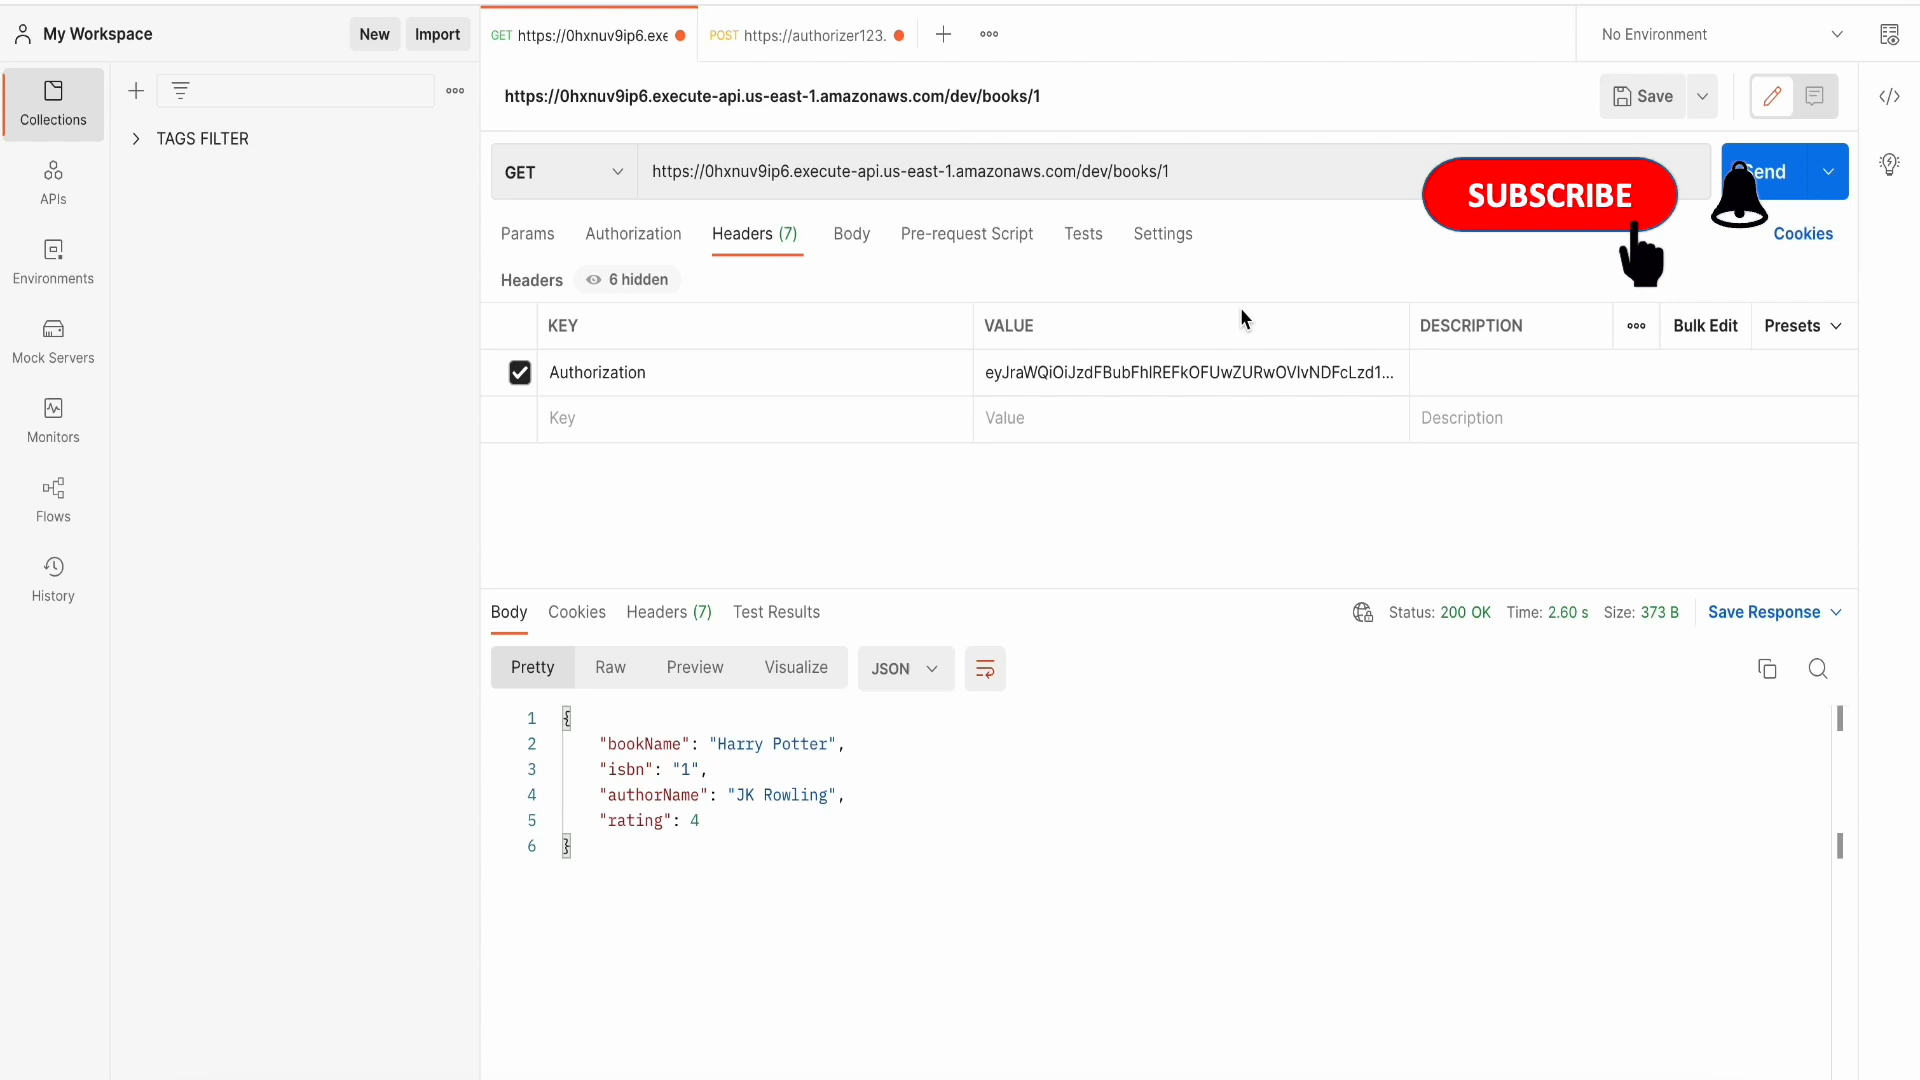 My Workspace
New
Import
GET https://0hxnuv9ip6.exe
POST https://authorizer123.
No Environment
Collections
APIs
Environments
Mock Servers
Monitors
Flows
History
TAGS FILTER
https://0hxnuv9ip6.execute-api.us-east-1.amazonaws.com/dev/books/1
Save
GET
https://0hxnuv9ip6.execute-api.us-east-1.amazonaws.com/dev/books/1
SUBSCRIBE
Params
Authorization
Headers (7)
Body
Pre-request Script
Tests
Settings
Cookies
Headers
6 hidden
KEY
VALUE
DESCRIPTION
Bulk Edit
Presets
Authorization
Key
Value
Description
Body
Cookies
Headers (7)
Test Results
Status: 200 OK
Time: 2.60 s
Size: 373 B
Save Response
Pretty
Raw
Preview
Visualize
JSON
1 {
2 "bookName": "Harry Potter",
3 "isbn": "1",
4 "authorName": "JK Rowling",
5 "rating": 4
6 }